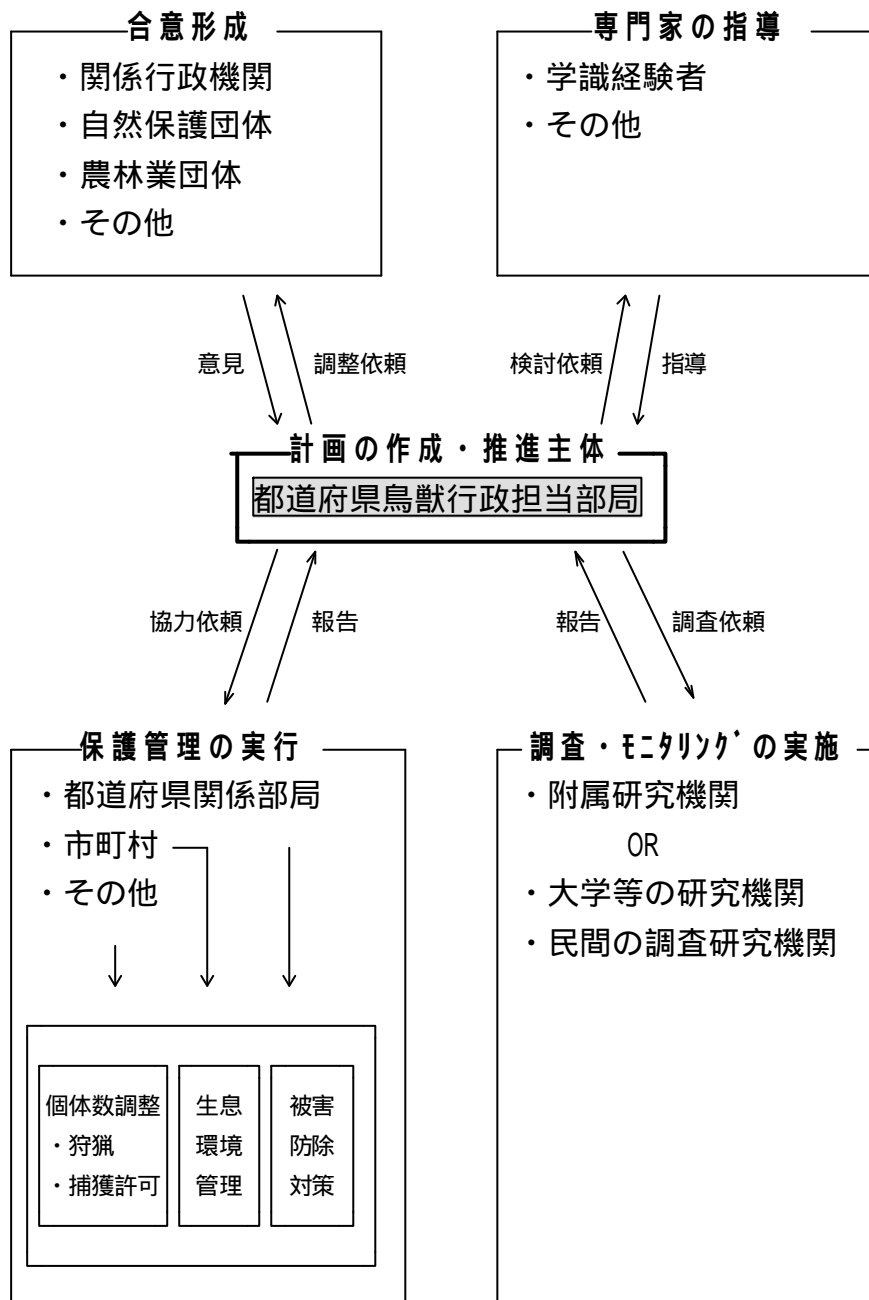 合意形成
・関係行政機関
・自然保護団体
・農林業団体
・その他
専門家の指導
・学識経験者
・その他
意見
調整依頼
検討依頼
指導
計画の作成・推進主体
都道府県鳥獣行政担当部局
協力依頼
報告
報告
調査依頼
保護管理の実行
・都道府県関係部局
・市町村
・その他
個体数調整
・狩猟
・捕獲許可
生息
環境
管理
被害
防除
対策
調査・ﾓﾆﾀﾘﾝｸﾞの実施
・附属研究機関
OR
・大学等の研究機関
・民間の調査研究機関